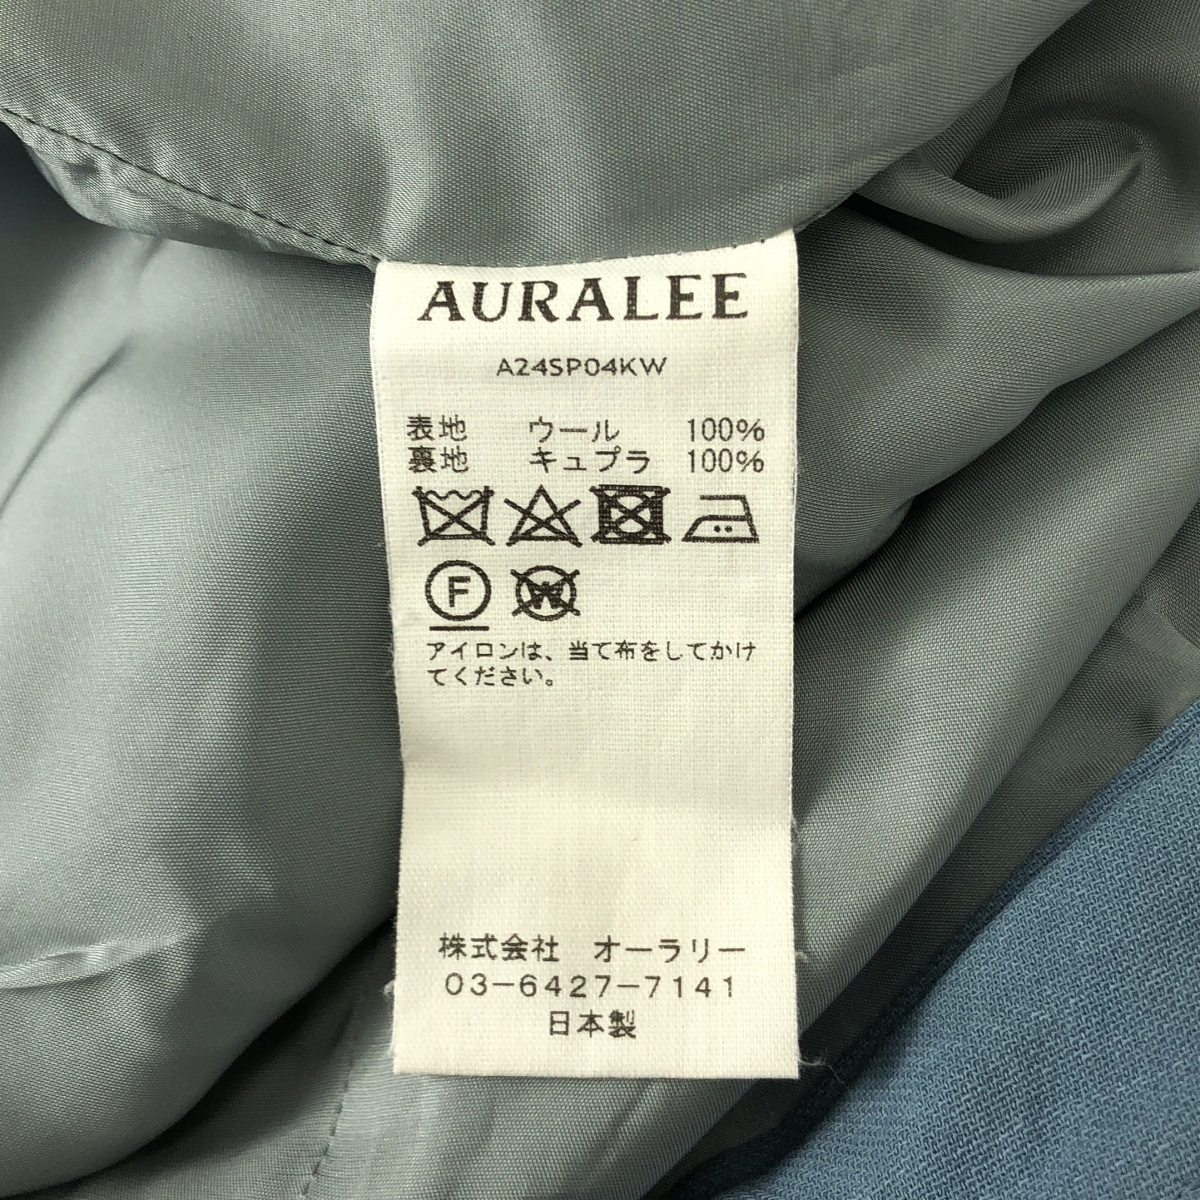 AURALEE
A24SP04KW
表地 ウール 100%
裏地 キュプラ 100%
F W
アイロンは、当て布をしてかけ
てください。
株式会社 オーラリー
03-6427-7141
日本製